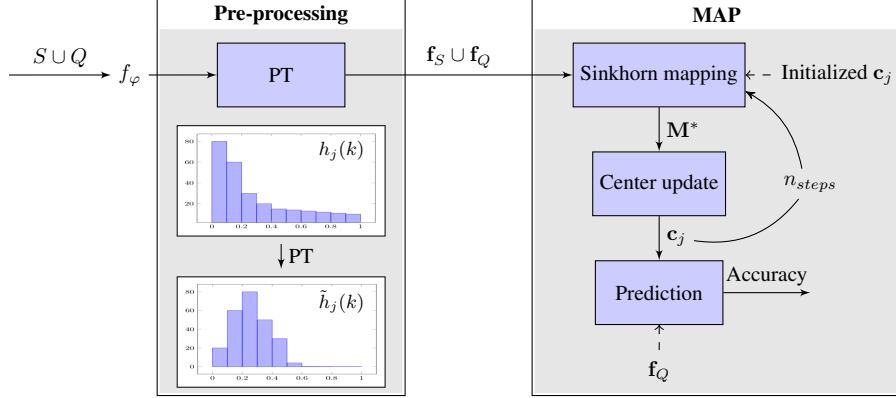 Pre-processing
MAP
S ∪ Q
f_φ
PT
f_S ∪ f_Q
Sinkhorn mapping
Initialized c_j
h_j(k)
80
60
40
20
0 0.2 0.4 0.6 0.8 1
M*
Center update
n_steps
PT
c_j
h̃_j(k)
80
60
40
20
0
0 0.2 0.4 0.6 0.8 1
Prediction
Accuracy
f_Q